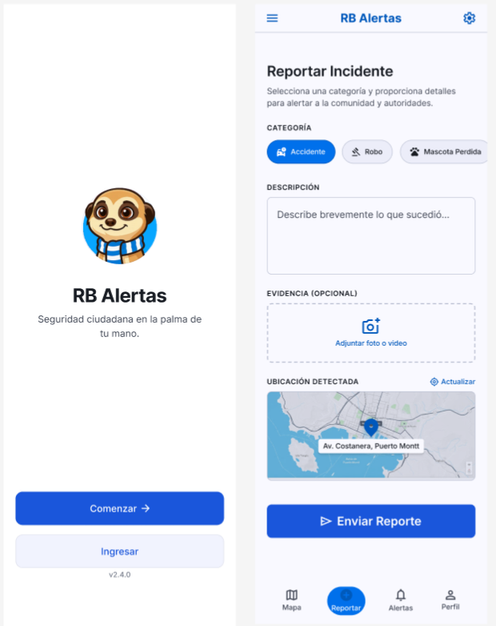 RB Alertas
Seguridad ciudadana en la palma de
tu mano.
Comenzar →
Ingresar
v2.4.0
RB Alertas
Reportar Incidente
Selecciona una categoría y proporciona detalles
para alertar a la comunidad y autoridades.
CATEGORÍA
Accidente
Robo
Mascota Perdida
DESCRIPCIÓN
Describe brevemente lo que sucedió...
EVIDENCIA (OPCIONAL)
Adjuntar foto o video
UBICACIÓN DETECTADA
Actualizar
Av. Costanera, Puerto Montt
Enviar Reporte
Mapa
Reportar
Alertas
Perfil